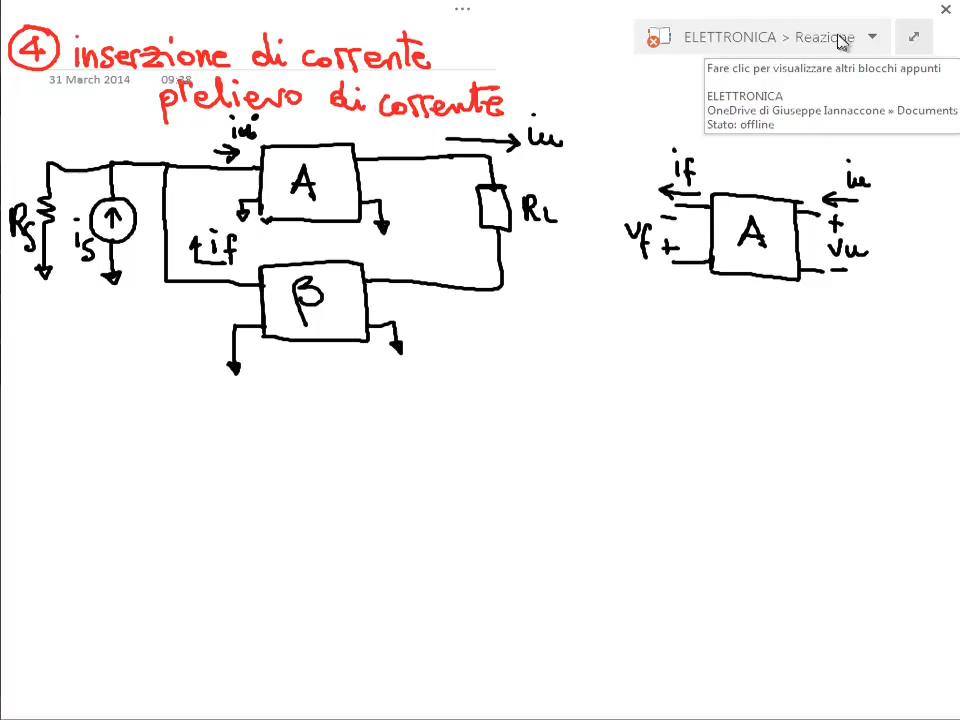 4 inserzione di corrente
31 March 2014 09:38
prelievo di corrente
ELETTRONICA > Reazione
Fare clic per visualizzare altri blocchi appunti
ELETTRONICA
OneDrive di Giuseppe Iannaccone » Documents
Stato: offline
ii
iu
A
RS
iS
RL
if
β
if
iu
vf
-
+
A
+
vu
-